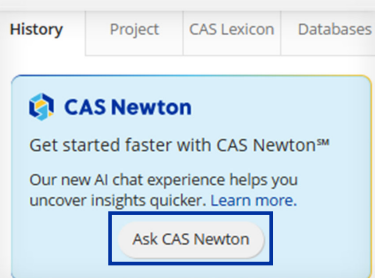 History Project CAS Lexicon Databases
CAS Newton
Get started faster with CAS Newton℠
Our new AI chat experience helps you
uncover insights quicker. Learn more.
Ask CAS Newton